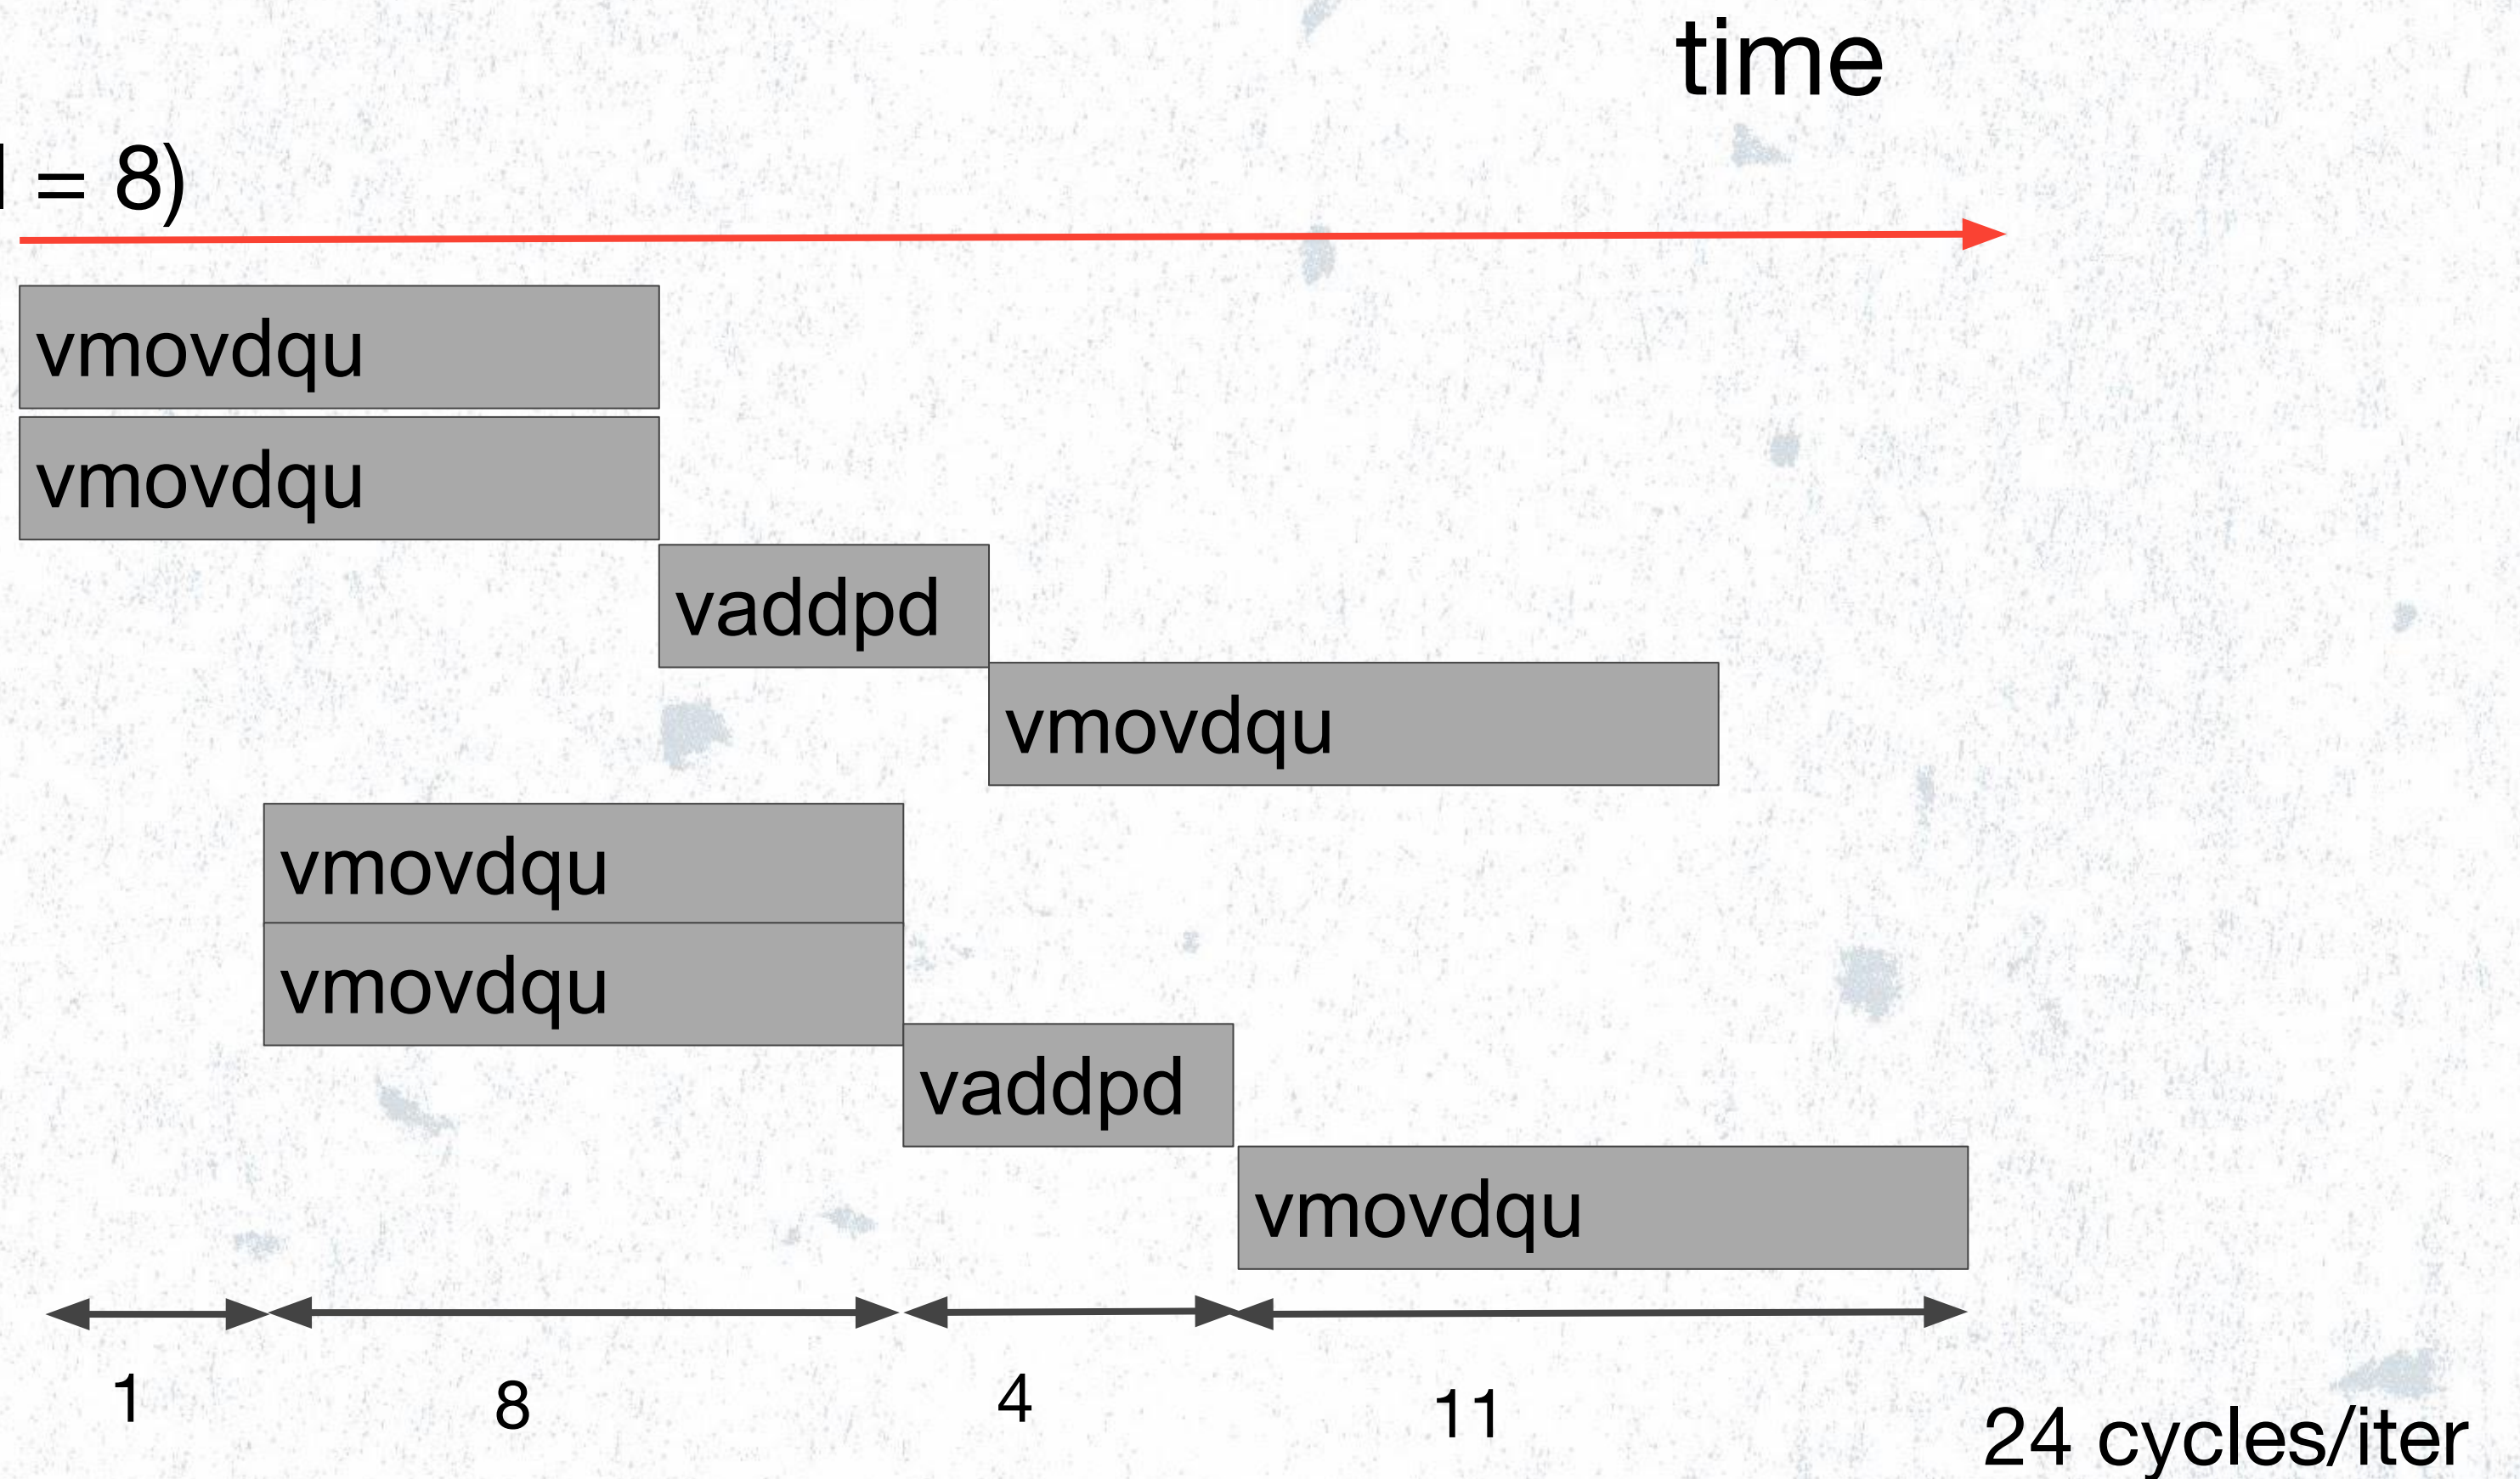 time
= 8)
vmovdqu
vmovdqu
vaddpd
vmovdqu
vmovdqu
vmovdqu
vaddpd
vmovdqu
1 8 4 11
24 cycles/iter